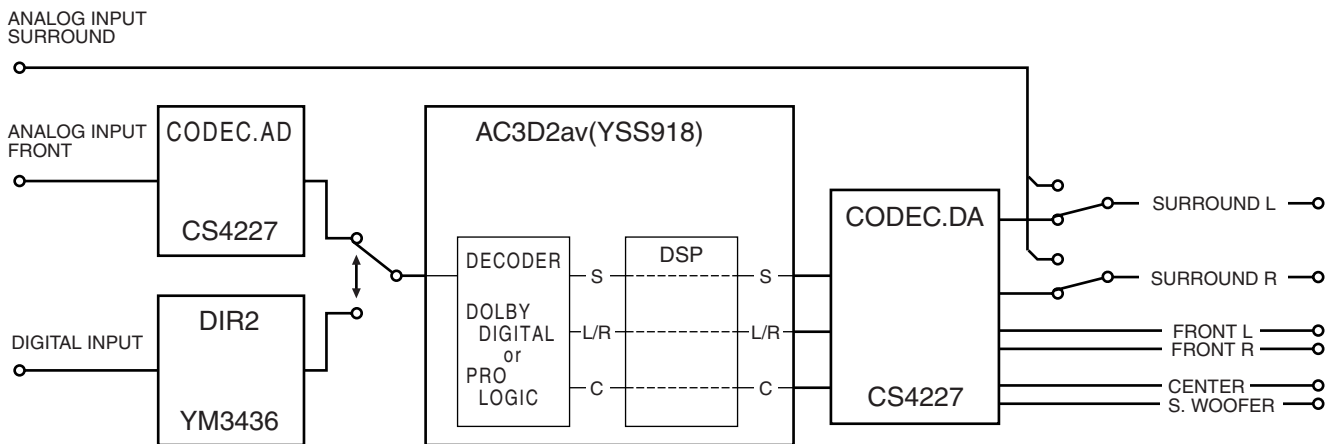 ANALOG INPUT
SURROUND
ANALOG INPUT
FRONT
CODEC.AD
CS4227
DIGITAL INPUT
DIR2
YM3436
AC3D2av(YSS918)
DECODER
DOLBY
DIGITAL
or
PRO
LOGIC
S
L/R
C
DSP
S
L/R
C
CODEC.DA
CS4227
SURROUND L
SURROUND R
FRONT L
FRONT R
CENTER
S. WOOFER